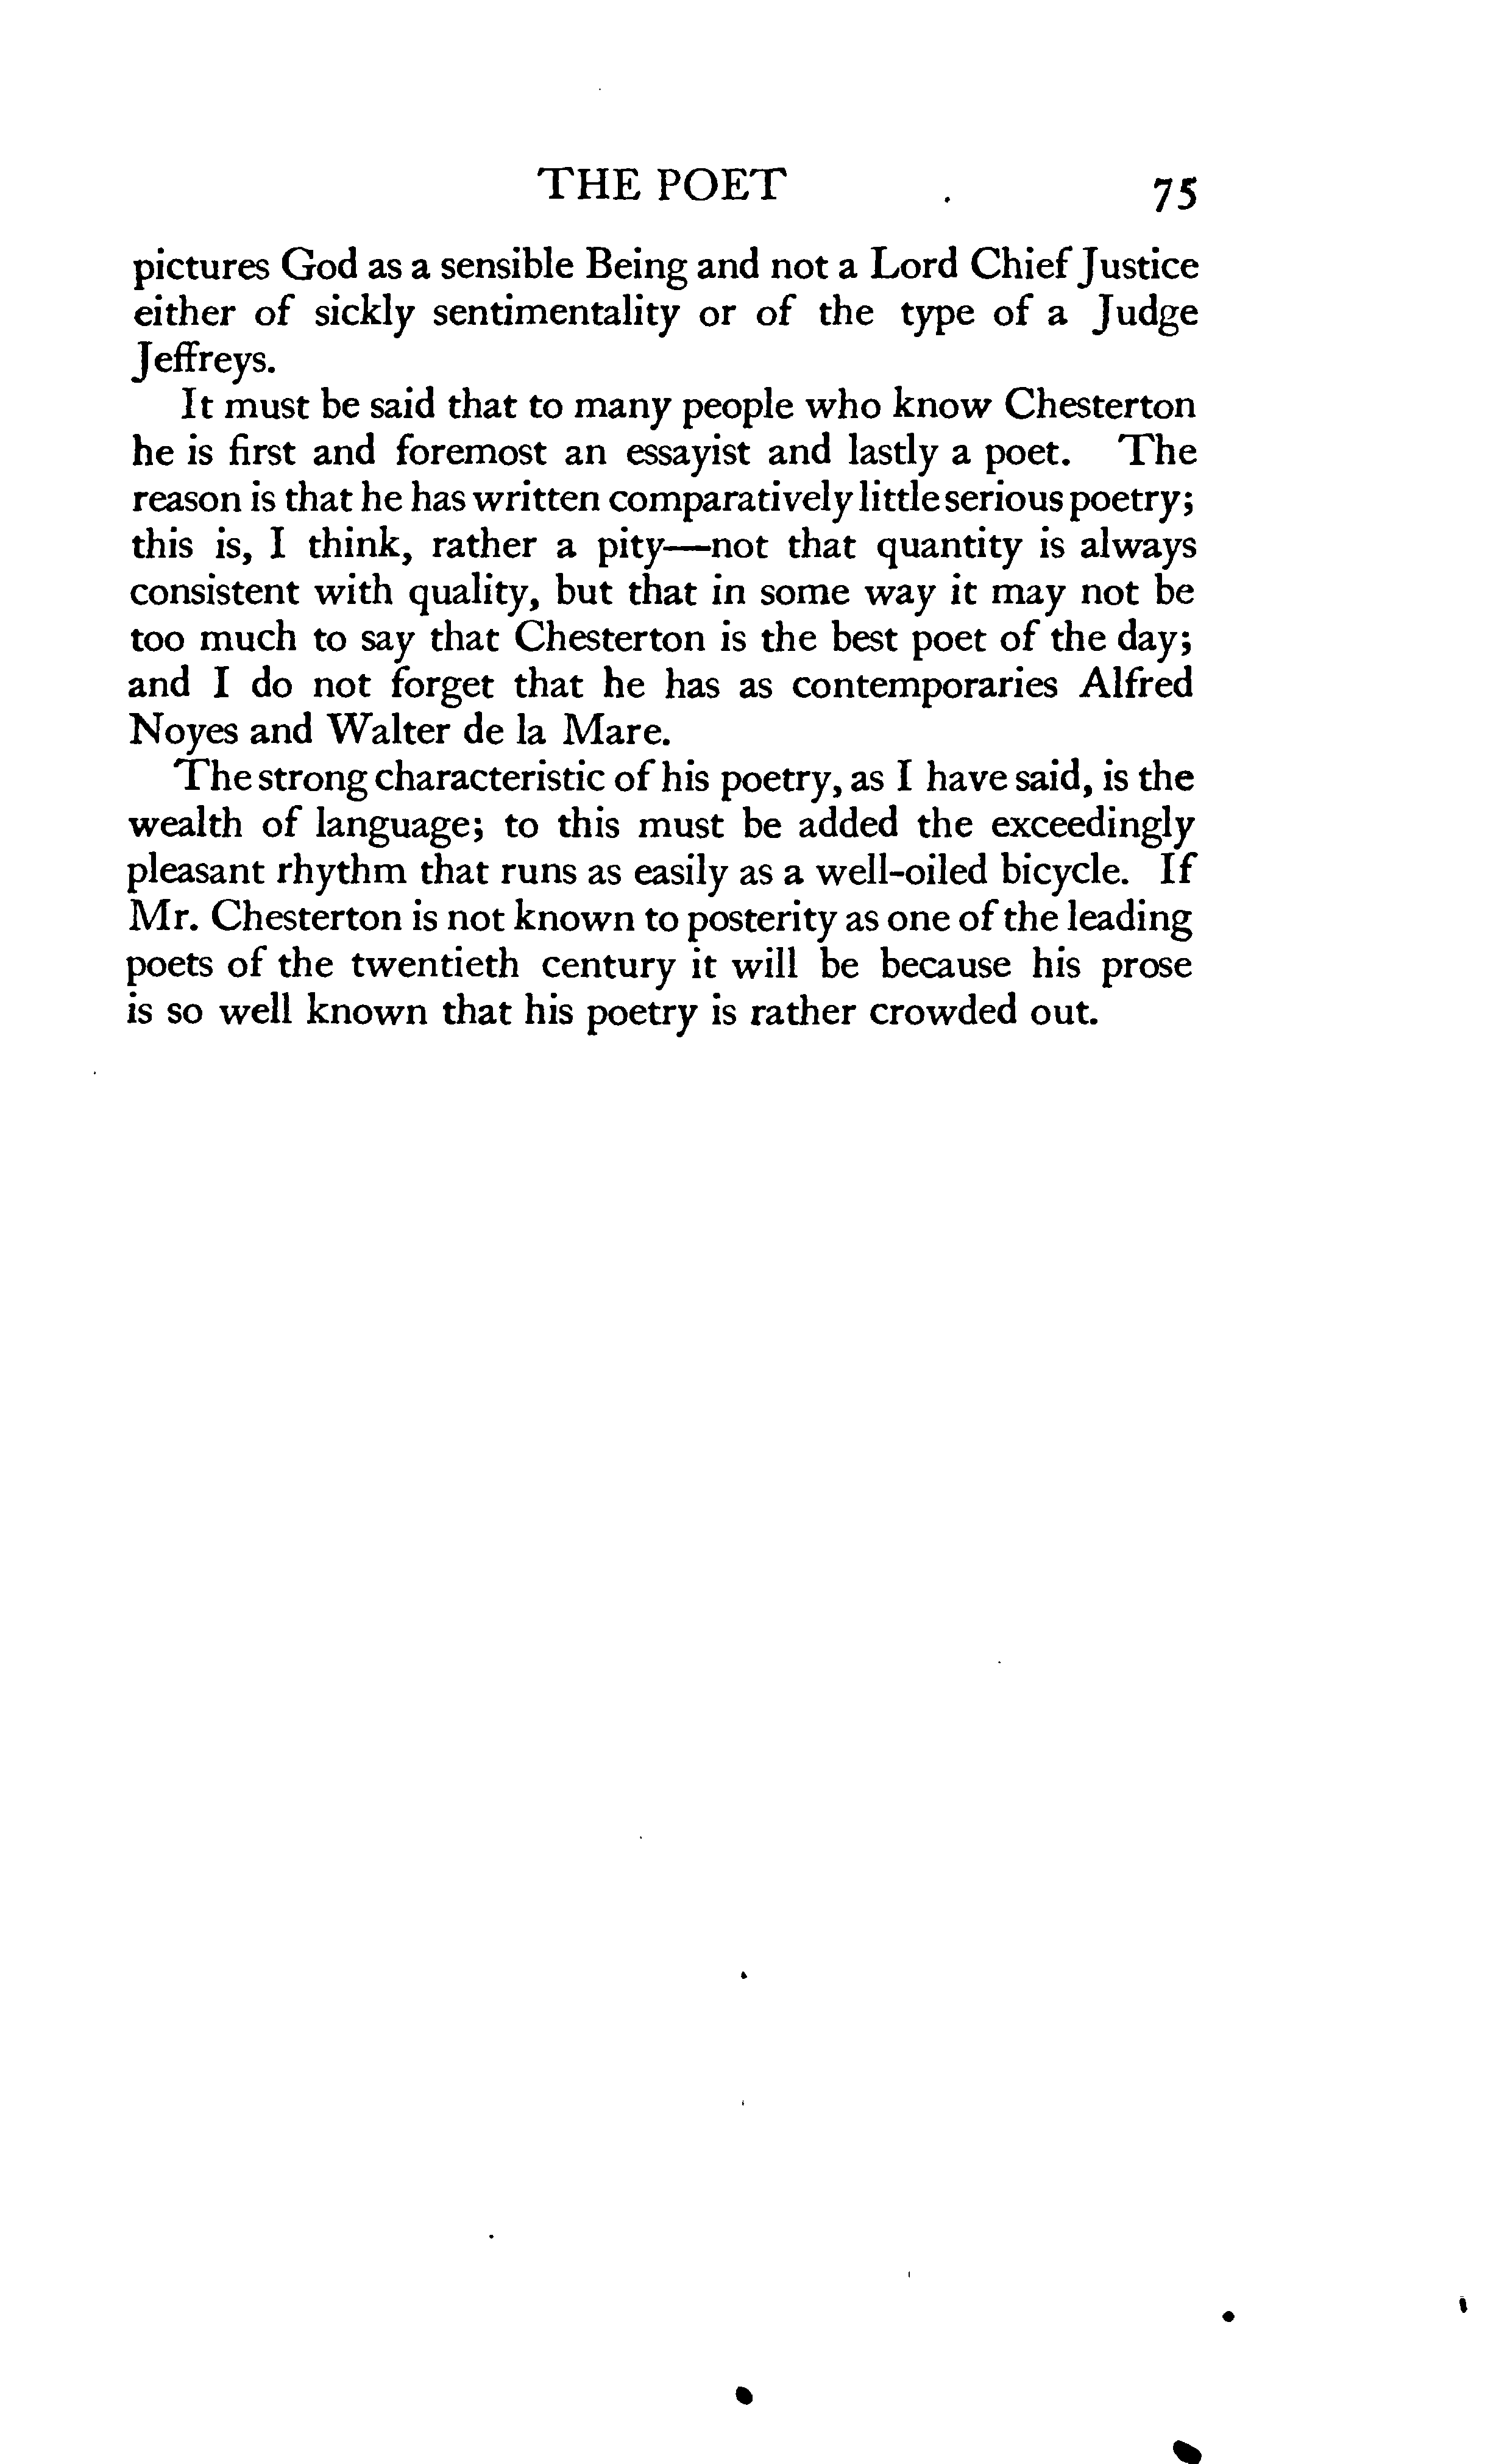 THE POET 75
pictures God as a sensible Being and not a Lord Chief Justice
either of sickly sentimentality or of the type of a Judge
Jeffreys.
It must be said that to many people who know Chesterton
he is first and foremost an essayist and lastly a poet. The
reason is that he has written comparatively little serious poetry;
this is, I think, rather a pity—not that quantity is always
consistent with quality, but that in some way it may not be
too much to say that Chesterton is the best poet of the day;
and I do not forget that he has as contemporaries Alfred
Noyes and Walter de la Mare.
The strong characteristic of his poetry, as I have said, is the
wealth of language; to this must be added the exceedingly
pleasant rhythm that runs as easily as a well-oiled bicycle. If
Mr. Chesterton is not known to posterity as one of the leading
poets of the twentieth century it will be because his prose
is so well known that his poetry is rather crowded out.